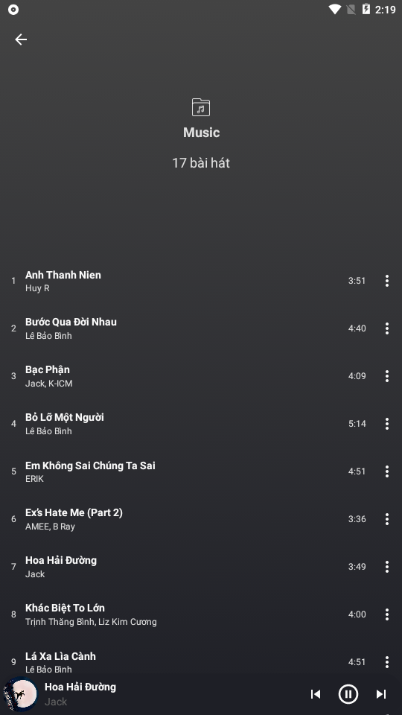 2:19
Music
17 bài hát
1 Anh Thanh Nien 3:51
Huy R
2 Bước Qua Đời Nhau 4:40
Lê Bảo Bình
3 Bạc Phận 4:09
Jack, K-ICM
4 Bỏ Lỡ Một Người 5:14
Lê Bảo Bình
5 Em Không Sai Chúng Ta Sai 4:51
ERIK
6 Ex's Hate Me (Part 2) 3:36
AMEE, B Ray
7 Hoa Hải Đường 3:49
Jack
8 Khác Biệt To Lớn 4:00
Trịnh Thăng Bình, Liz Kim Cương
9 Lá Xa Lìa Cành 4:51
Lê Bảo Bình
Hoa Hải Đường
Jack